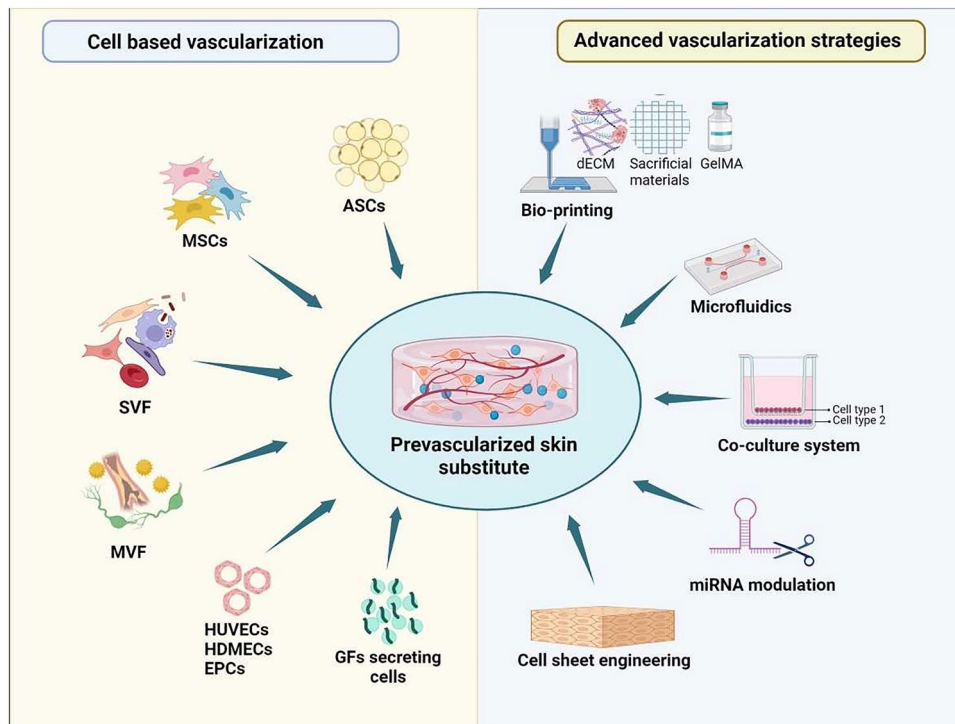 Cell based vascularization
Advanced vascularization strategies
ASCs
MSCs
SVF
MVF
HUVECs
HDMECs
EPCs
GFs secreting
cells
Prevascularized skin
substitute
dECM
Sacrificial
materials
GelMA
Bio-printing
Microfluidics
Cell type 1
Cell type 2
Co-culture system
miRNA modulation
Cell sheet engineering